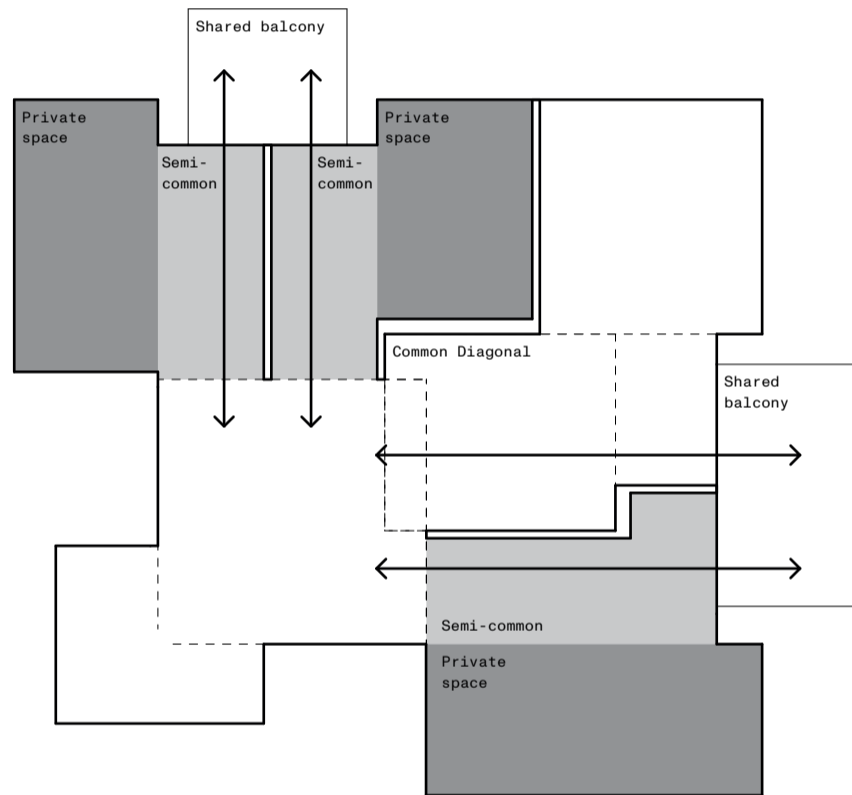 Shared balcony
Private
space
Private
space
Semi-
common
Semi-
common
Common Diagonal
Shared
balcony
Semi-common
Private
space